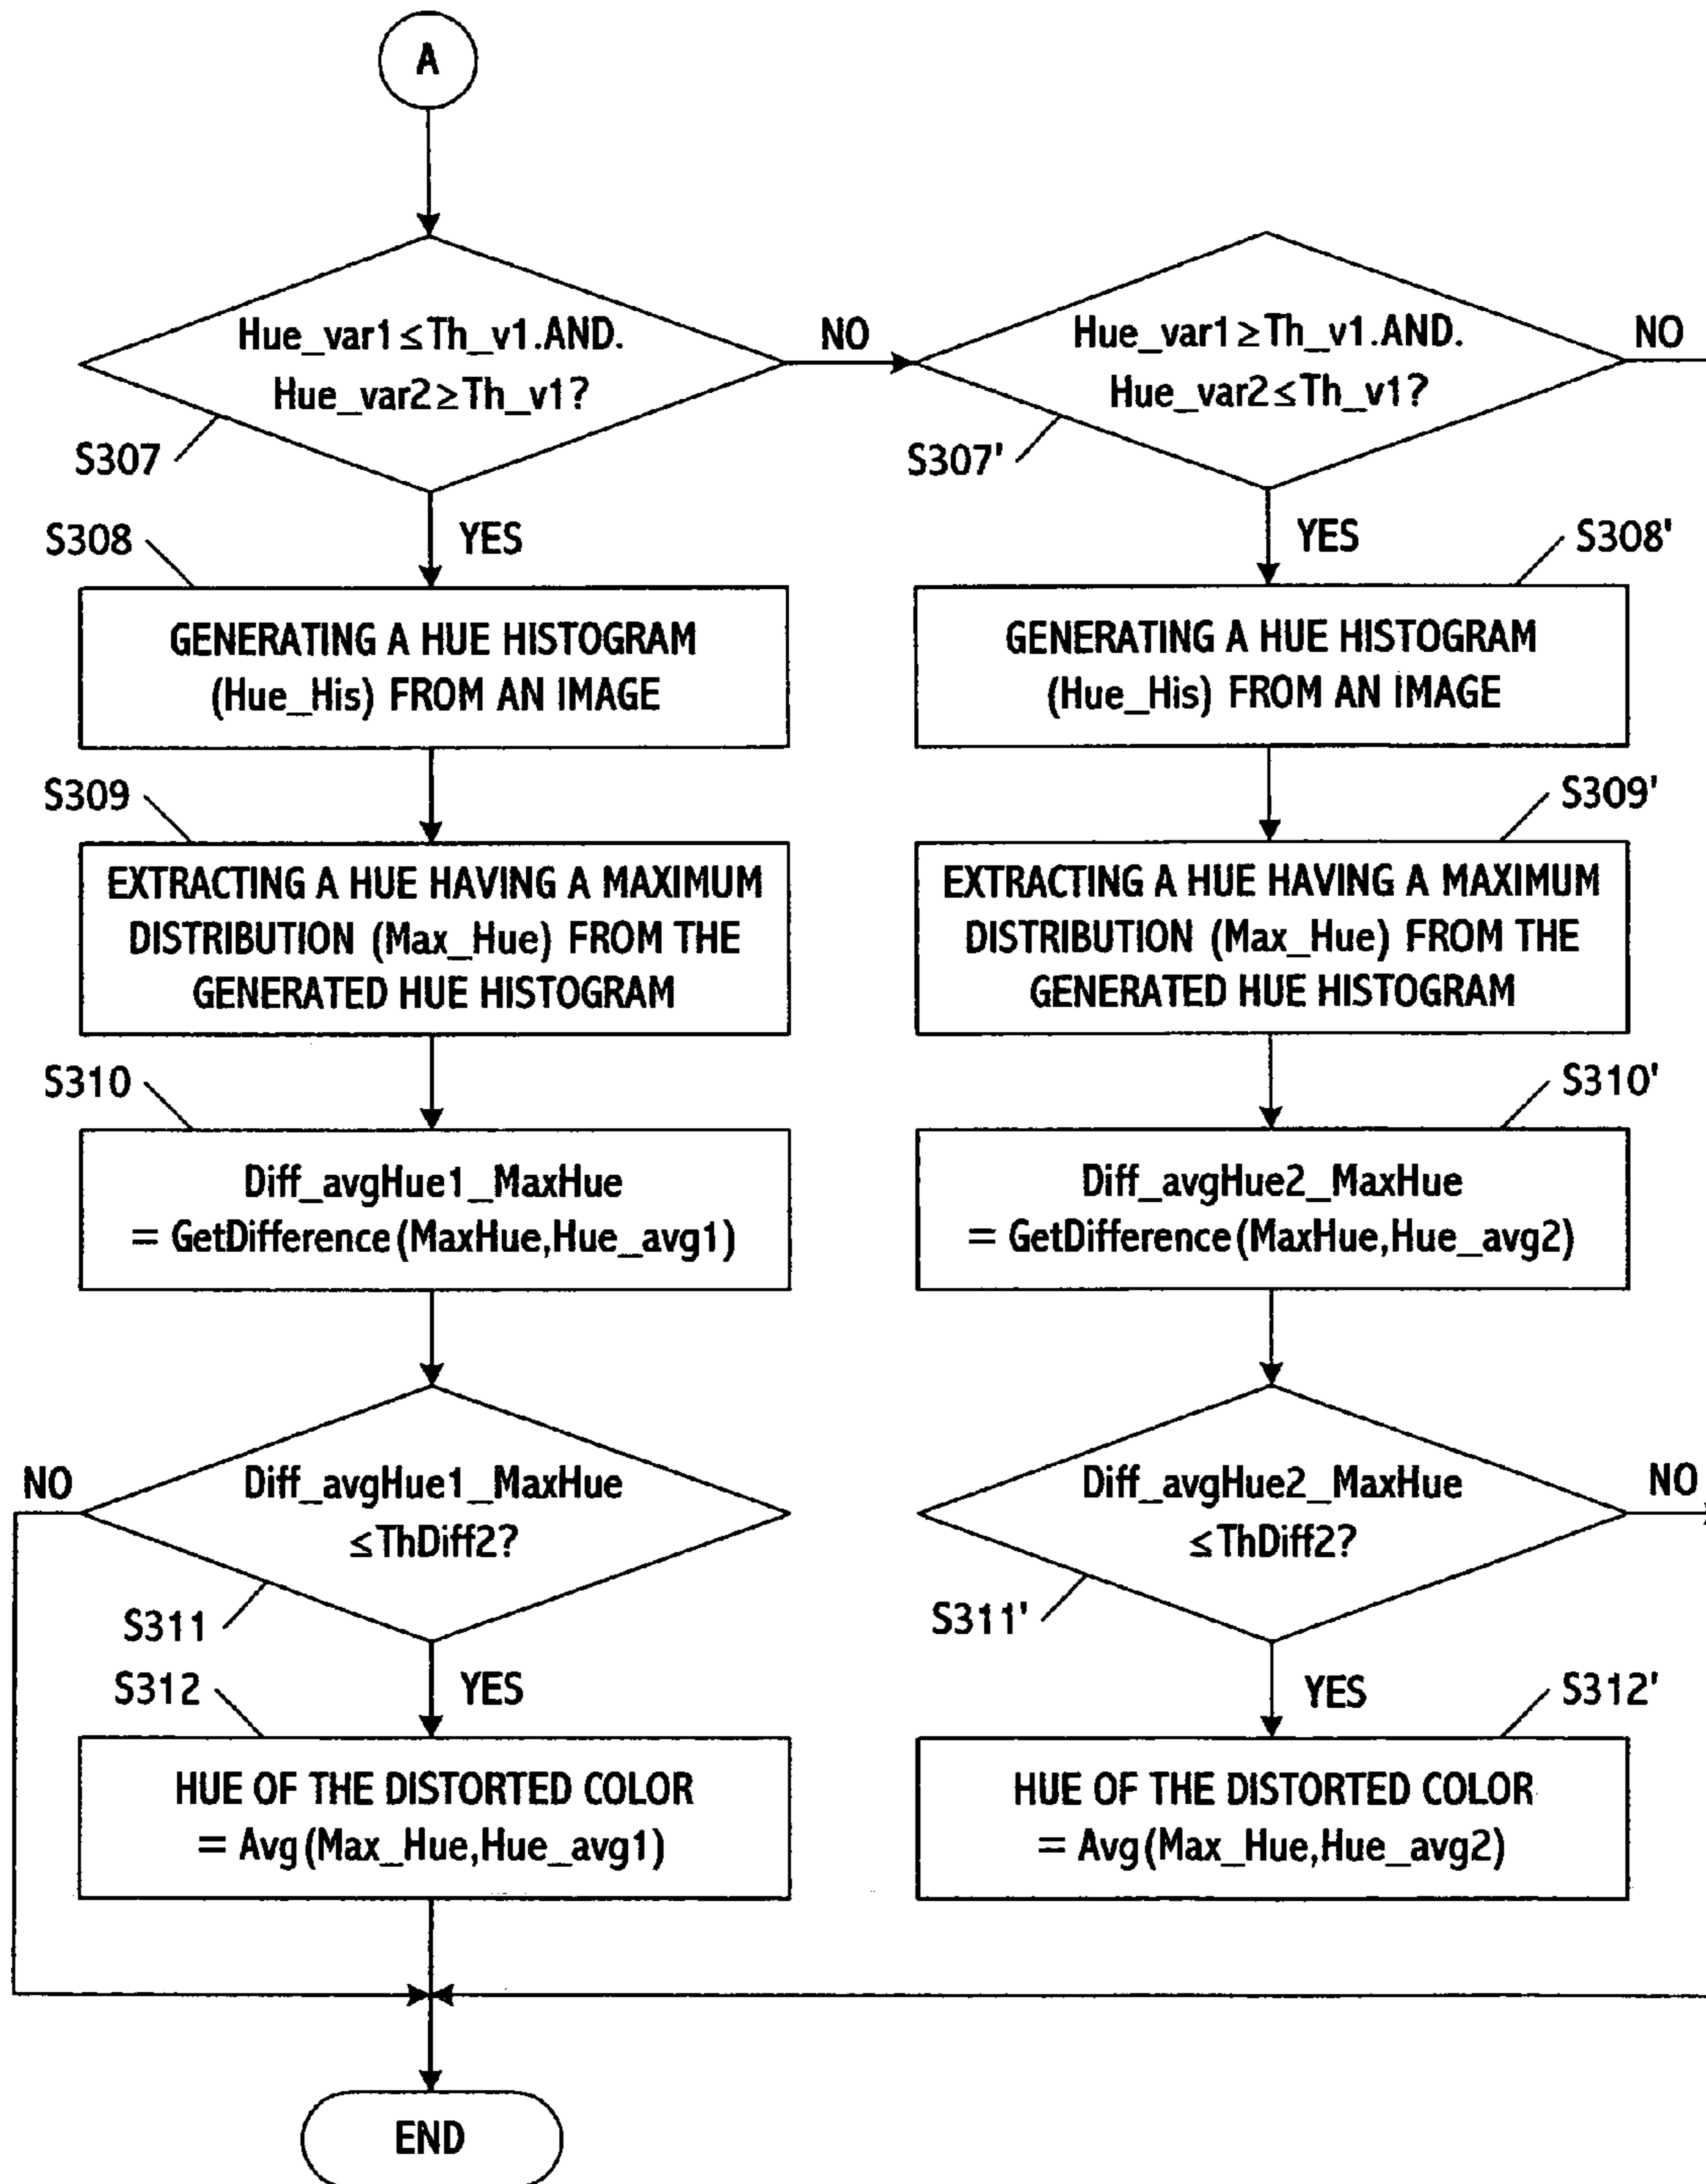 A
Hue_var1≤Th_v1.AND.
Hue_var2≥Th_v1?
NO
S307
Hue_var1≥Th_v1.AND.
Hue_var2≤Th_v1?
NO
S307'
YES
S308
GENERATING A HUE HISTOGRAM
(Hue_His) FROM AN IMAGE
YES
S308'
GENERATING A HUE HISTOGRAM
(Hue_His) FROM AN IMAGE
S309
EXTRACTING A HUE HAVING A MAXIMUM
DISTRIBUTION (Max_Hue) FROM THE
GENERATED HUE HISTOGRAM
S309'
EXTRACTING A HUE HAVING A MAXIMUM
DISTRIBUTION (Max_Hue) FROM THE
GENERATED HUE HISTOGRAM
S310
Diff_avgHue1_MaxHue
= GetDifference(MaxHue,Hue_avg1)
S310'
Diff_avgHue2_MaxHue
= GetDifference(MaxHue,Hue_avg2)
NO
Diff_avgHue1_MaxHue
≤ThDiff2?
S311
Diff_avgHue2_MaxHue
≤ThDiff2?
NO
S311'
YES
S312
HUE OF THE DISTORTED COLOR
= Avg(Max_Hue,Hue_avg1)
YES
S312'
HUE OF THE DISTORTED COLOR
= Avg(Max_Hue,Hue_avg2)
END